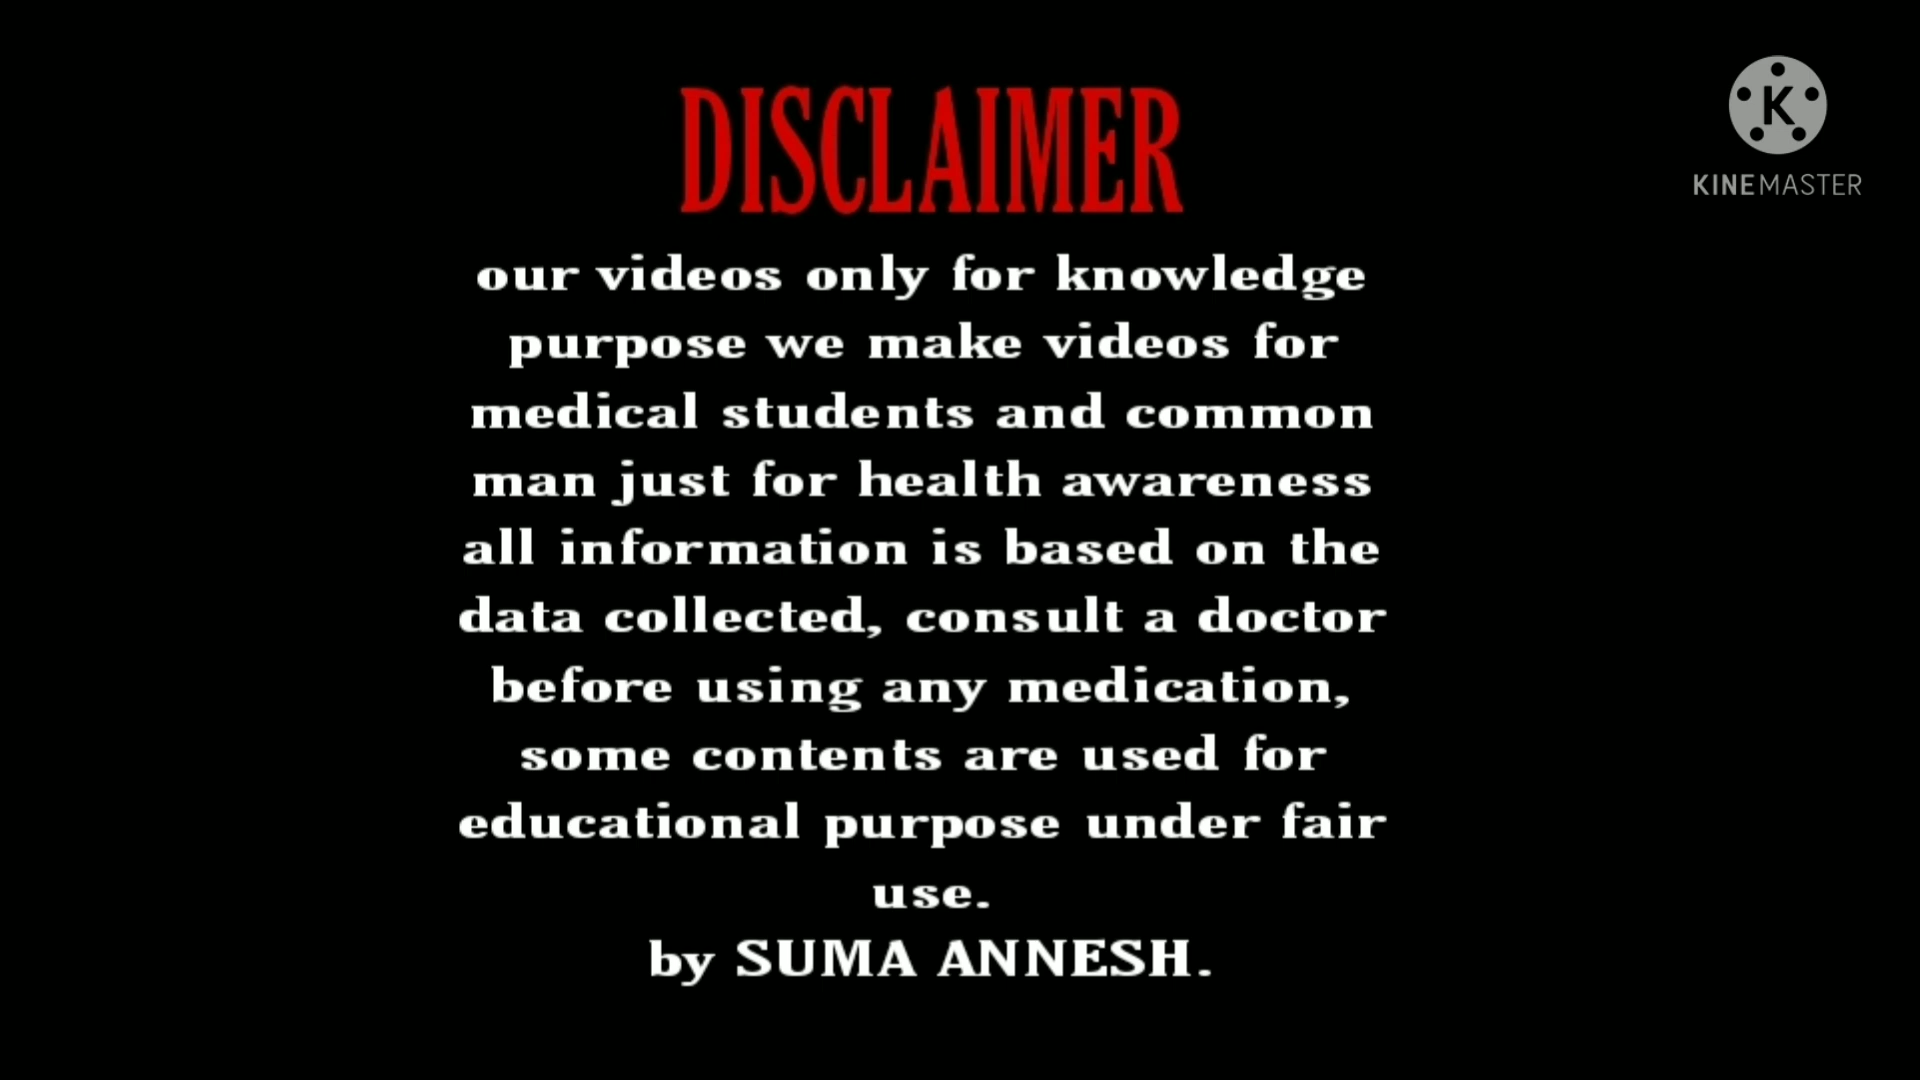 DISCLAIMER
K
KINEMASTER
our videos only for knowledge
purpose we make videos for
medical students and common
man just for health awareness
all information is based on the
data collected, consult a doctor
before using any medication,
some contents are used for
educational purpose under fair
use.
by SUMA ANNESH.